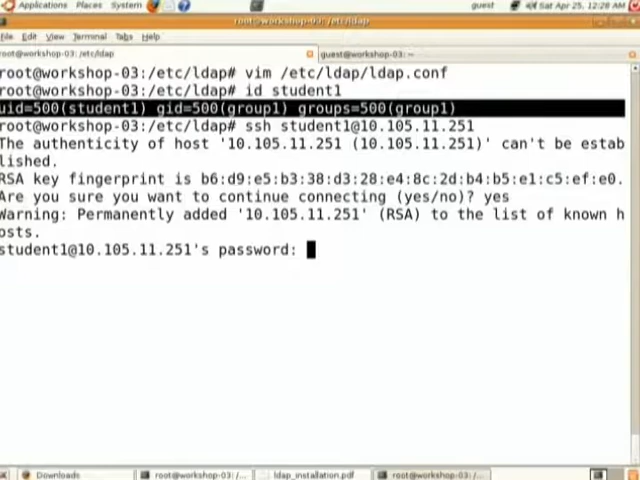 Applications Places System guest Sat Apr 25, 12:28 AM
root@workshop-03: /etc/ldap
File Edit View Terminal Tabs Help
root@workshop-03: /etc/ldap guest@workshop-03: ~
root@workshop-03:/etc/ldap# vim /etc/ldap/ldap.conf
root@workshop-03:/etc/ldap# id student1
uid=500(student1) gid=500(group1) groups=500(group1)
root@workshop-03:/etc/ldap# ssh student1@10.105.11.251
The authenticity of host '10.105.11.251 (10.105.11.251)' can't be estab
lished.
RSA key fingerprint is b6:d9:e5:b3:38:d3:28:e4:8c:2d:b4:b5:e1:c5:ef:e0.
Are you sure you want to continue connecting (yes/no)? yes
Warning: Permanently added '10.105.11.251' (RSA) to the list of known h
osts.
student1@10.105.11.251's password:
Downloads root@workshop-03: /... ldap_installation.pdf root@workshop-03: /...